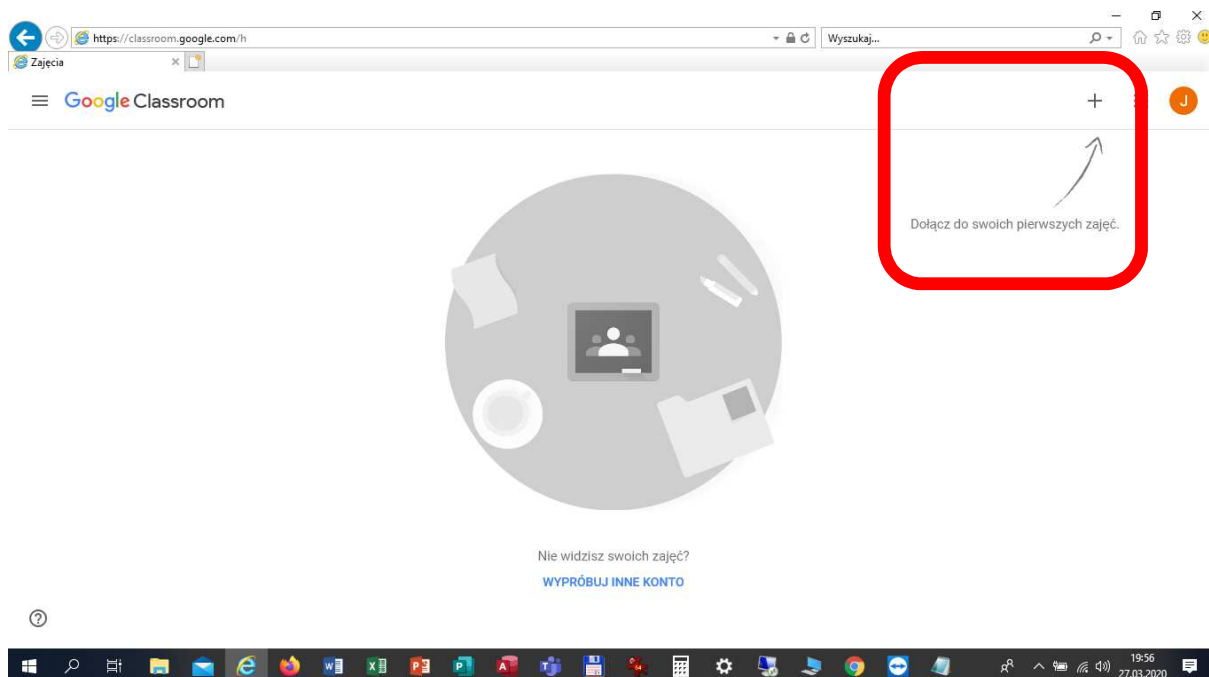 https://classroom.google.com/h
Wyszukaj...
Zajęcia
Google Classroom
J
Dołącz do swoich pierwszych zajęć.
Nie widzisz swoich zajęć?
WYPRÓBUJ INNE KONTO
19:56
27.03.2020